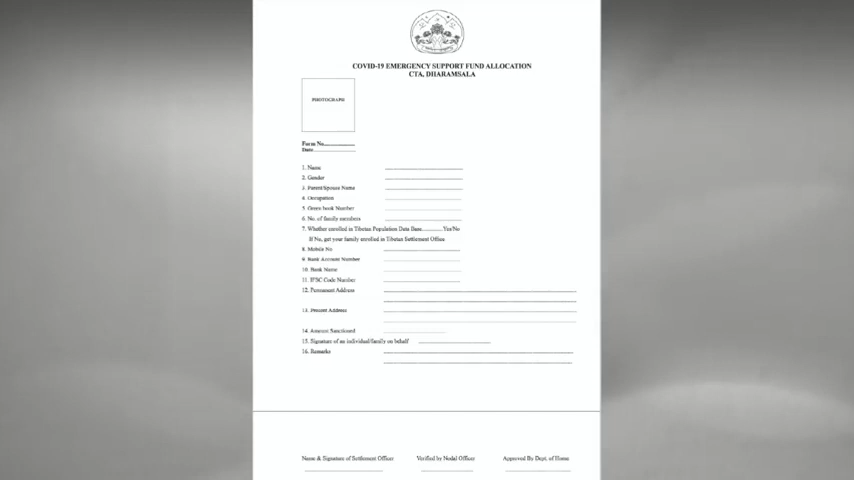 COVID-19 EMERGENCY SUPPORT FUND ALLOCATION
CTA, DHARAMSALA
PHOTOGRAPH
Form No..................
Date.......................
1. Name
2. Gender
3. Parent/Spouse Name
4. Occupation
5. Green book Number
6. No. of family members
7. Whether enrolled in Tibetan Population Data Base...........Yes/No
If No, get your family enrolled in Tibetan Settlement Office
8. Mobile No
9. Bank Account Number
10. Bank Name
11. IFSC Code Number
12. Permanent Address
13. Present Address
14. Amount Sanctioned
15. Signature of an individual/family on behalf
16. Remarks
Name & Signature of Settlement Officer Verified by Nodal Officer Approved By Dept. of Home